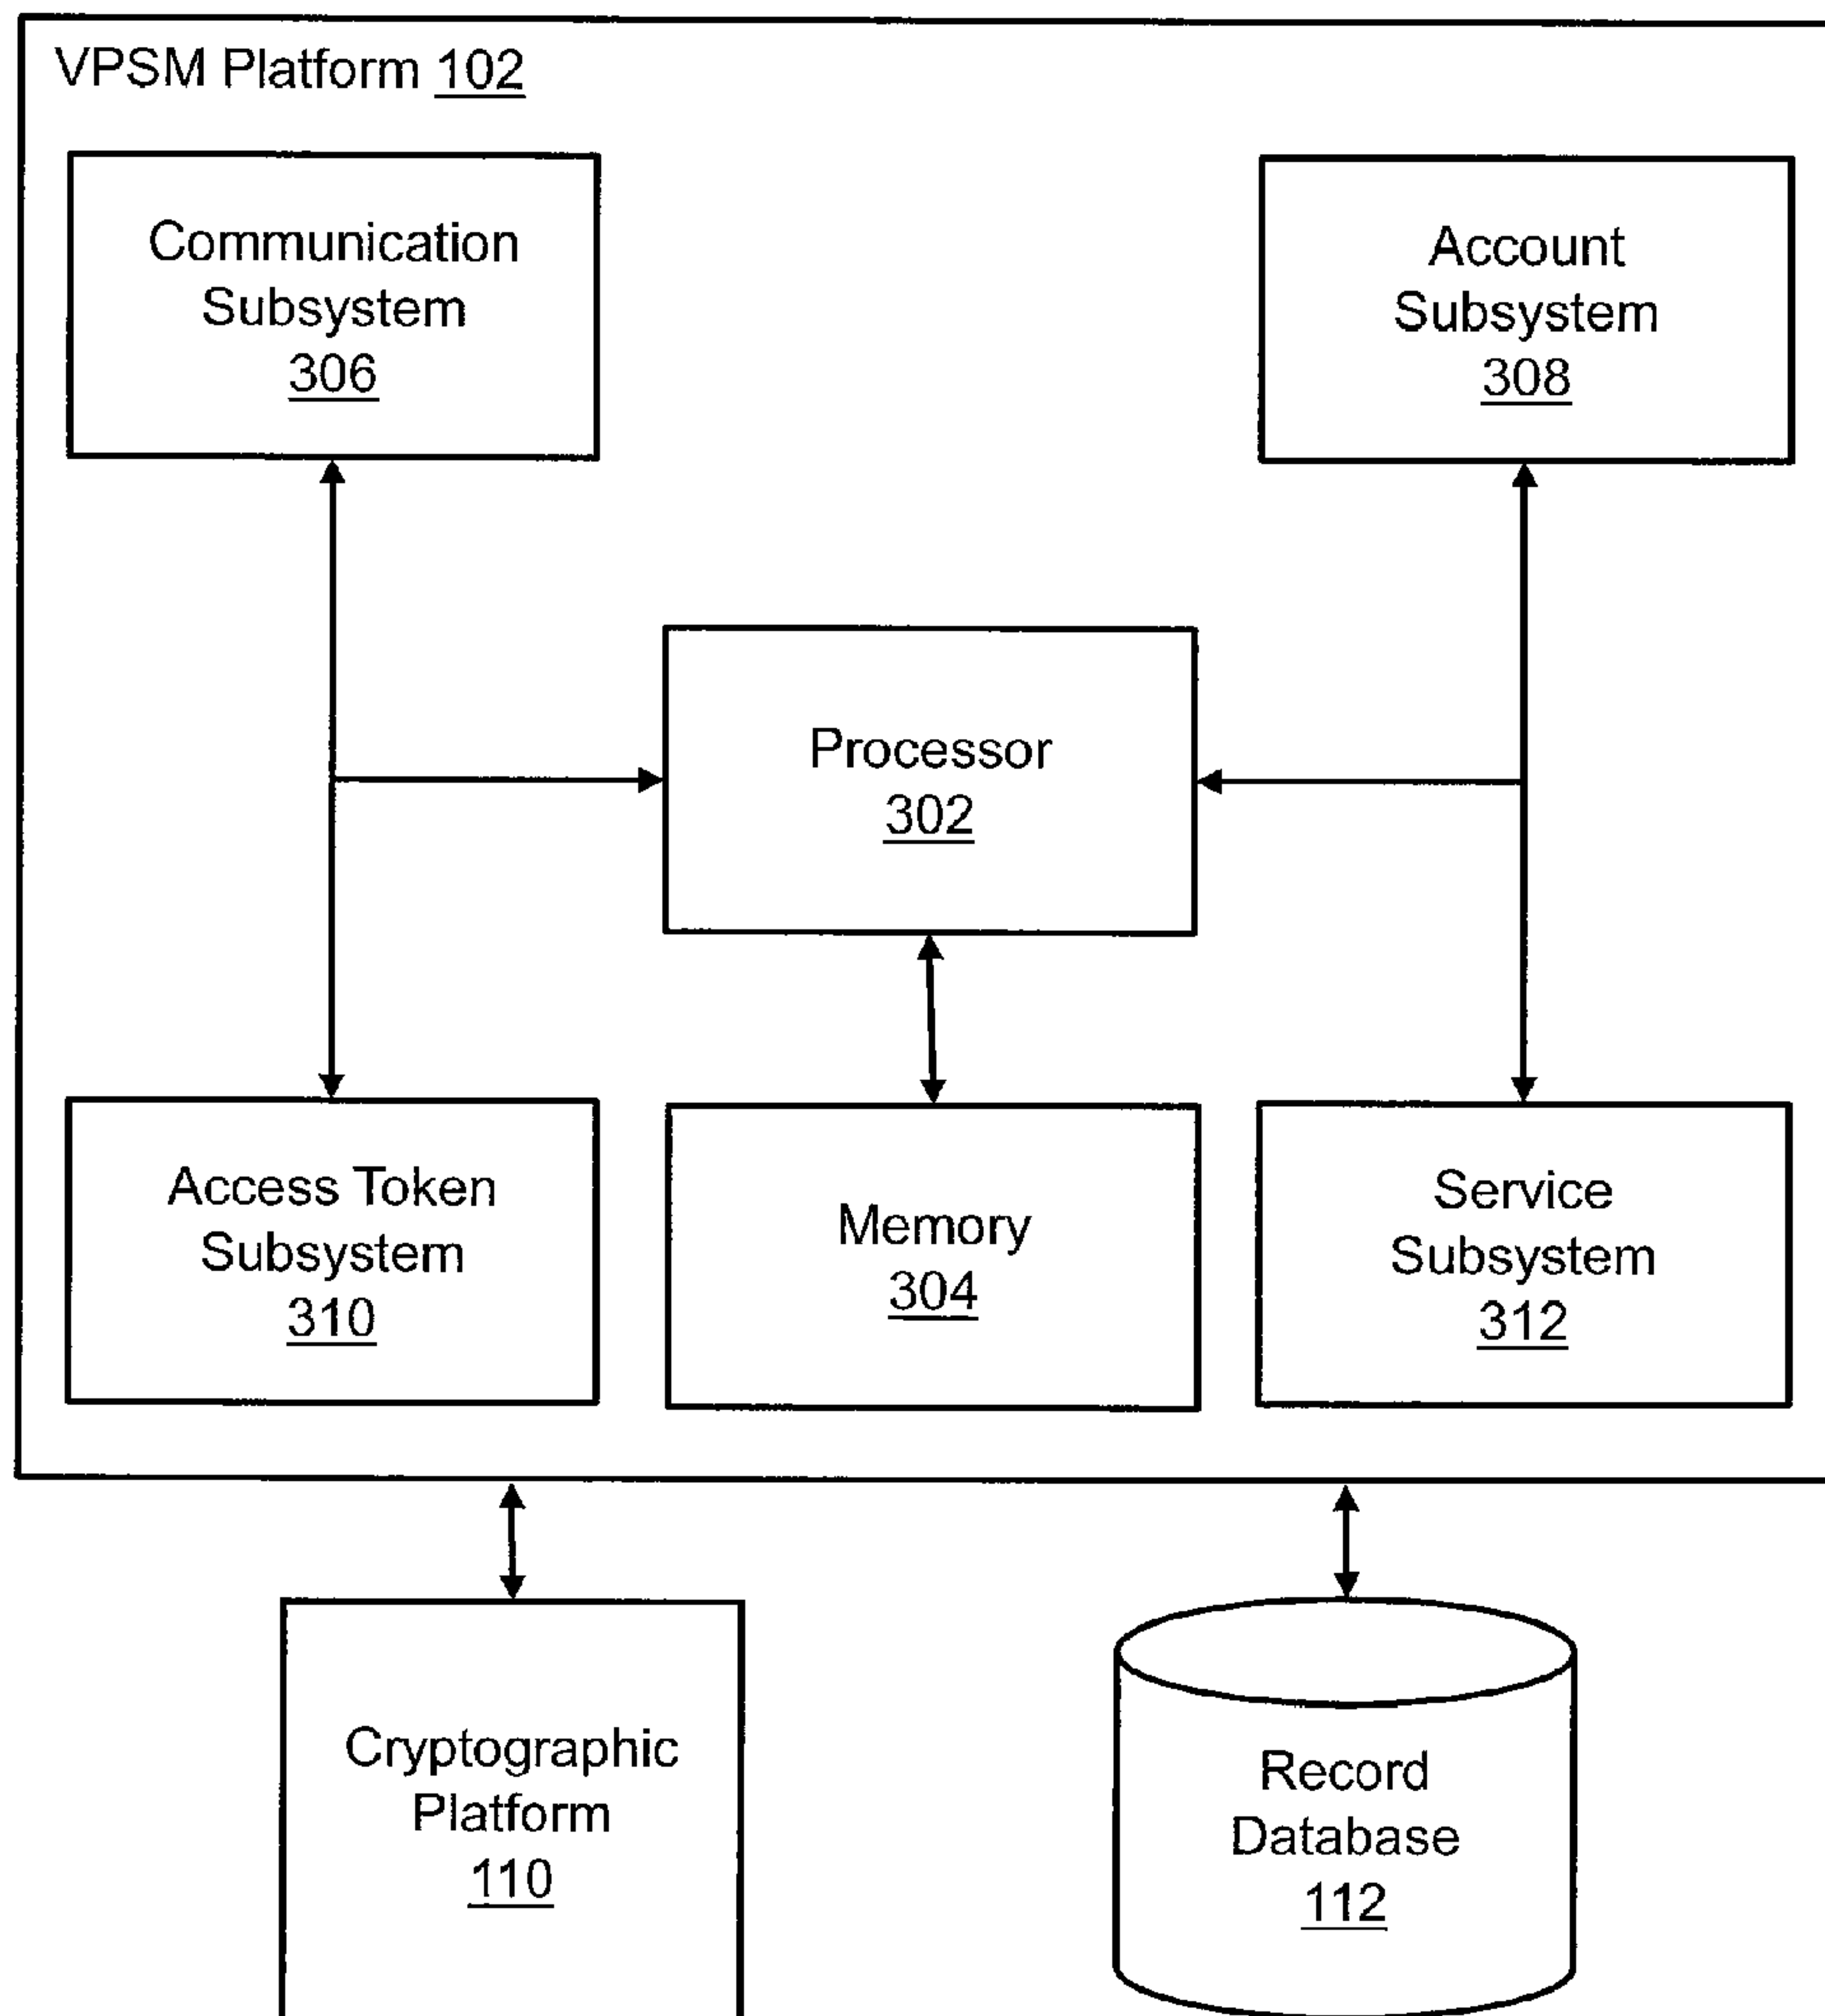 VPSM Platform 102
Communication
Subsystem
306
Account
Subsystem
308
Processor
302
Access Token
Subsystem
310
Memory
304
Service
Subsystem
312
Cryptographic
Platform
110
Record
Database
112